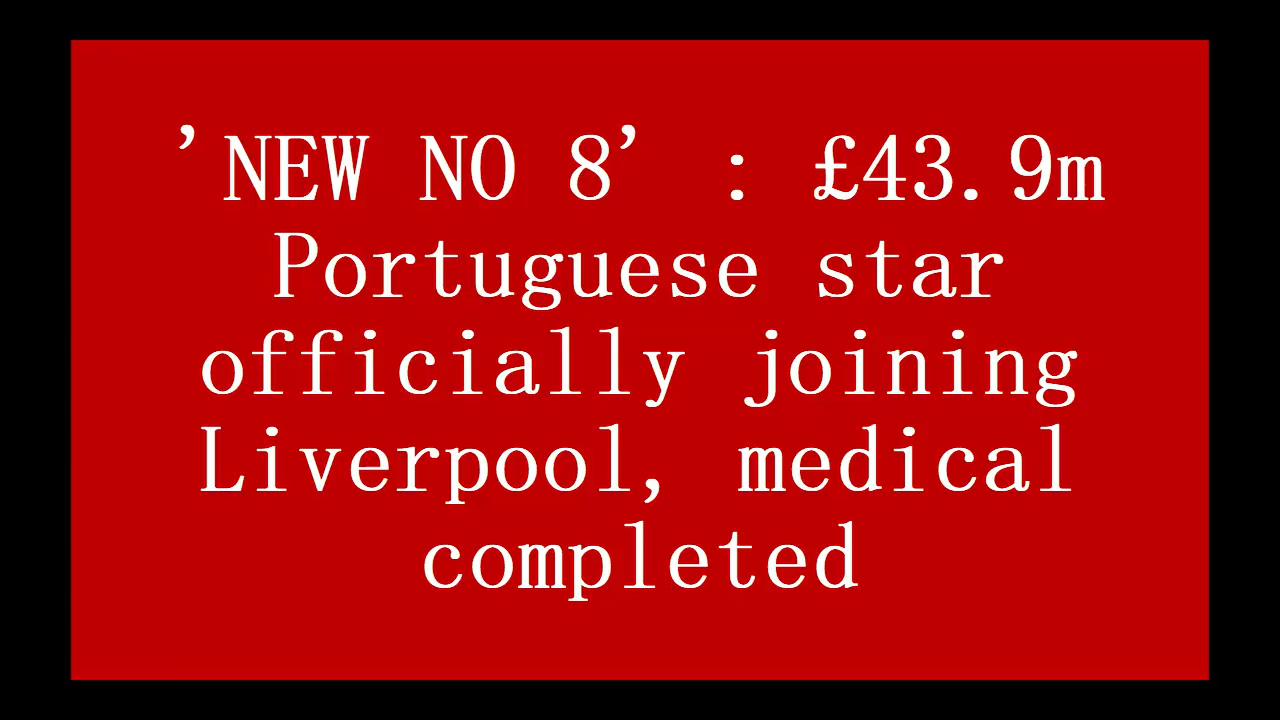 ’NEW NO 8’ : £43.9m
Portuguese star
officially joining
Liverpool, medical
completed